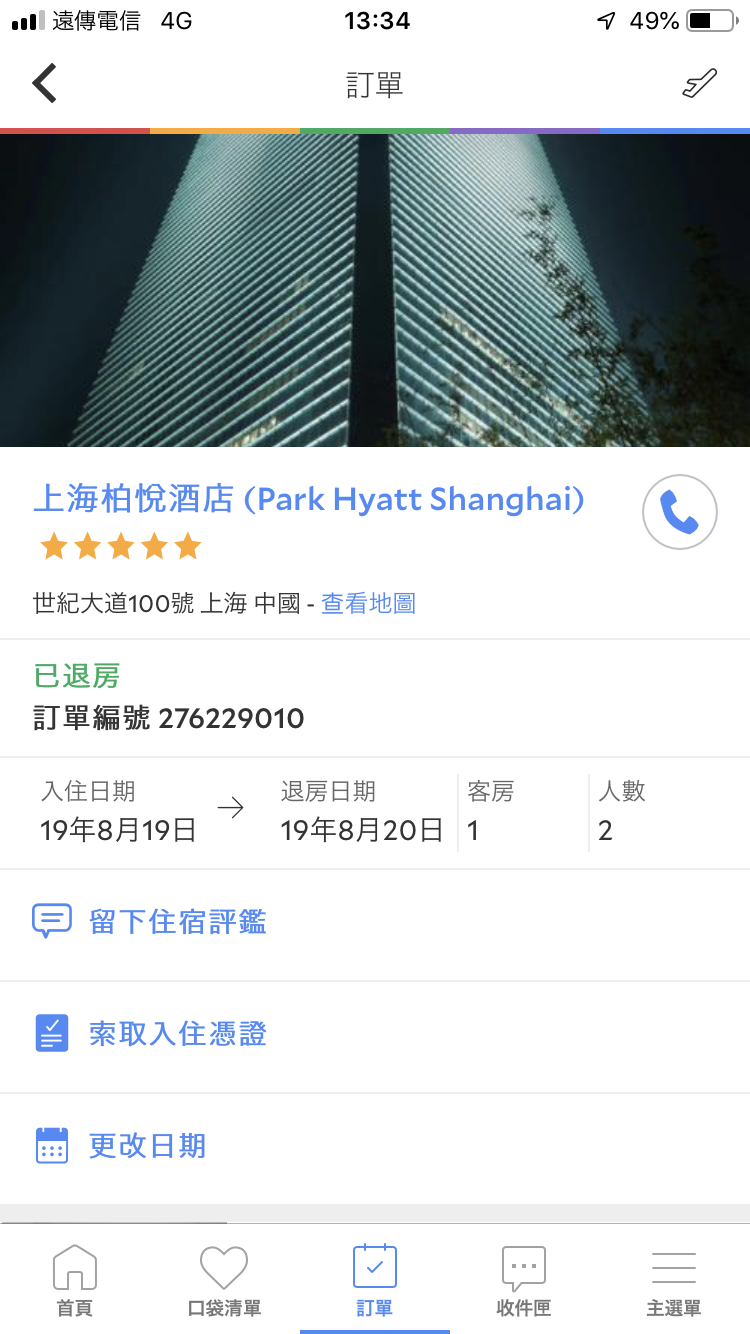 遠傳電信 4G 13:34 49%
訂單
上海柏悅酒店 (Park Hyatt Shanghai)
世紀大道100號 上海 中國 - 查看地圖
已退房
訂單編號 276229010
入住日期 退房日期 客房 人數
19年8月19日 19年8月20日 1 2
留下住宿評鑑
索取入住憑證
更改日期
首頁 口袋清單 訂單 收件匣 主選單